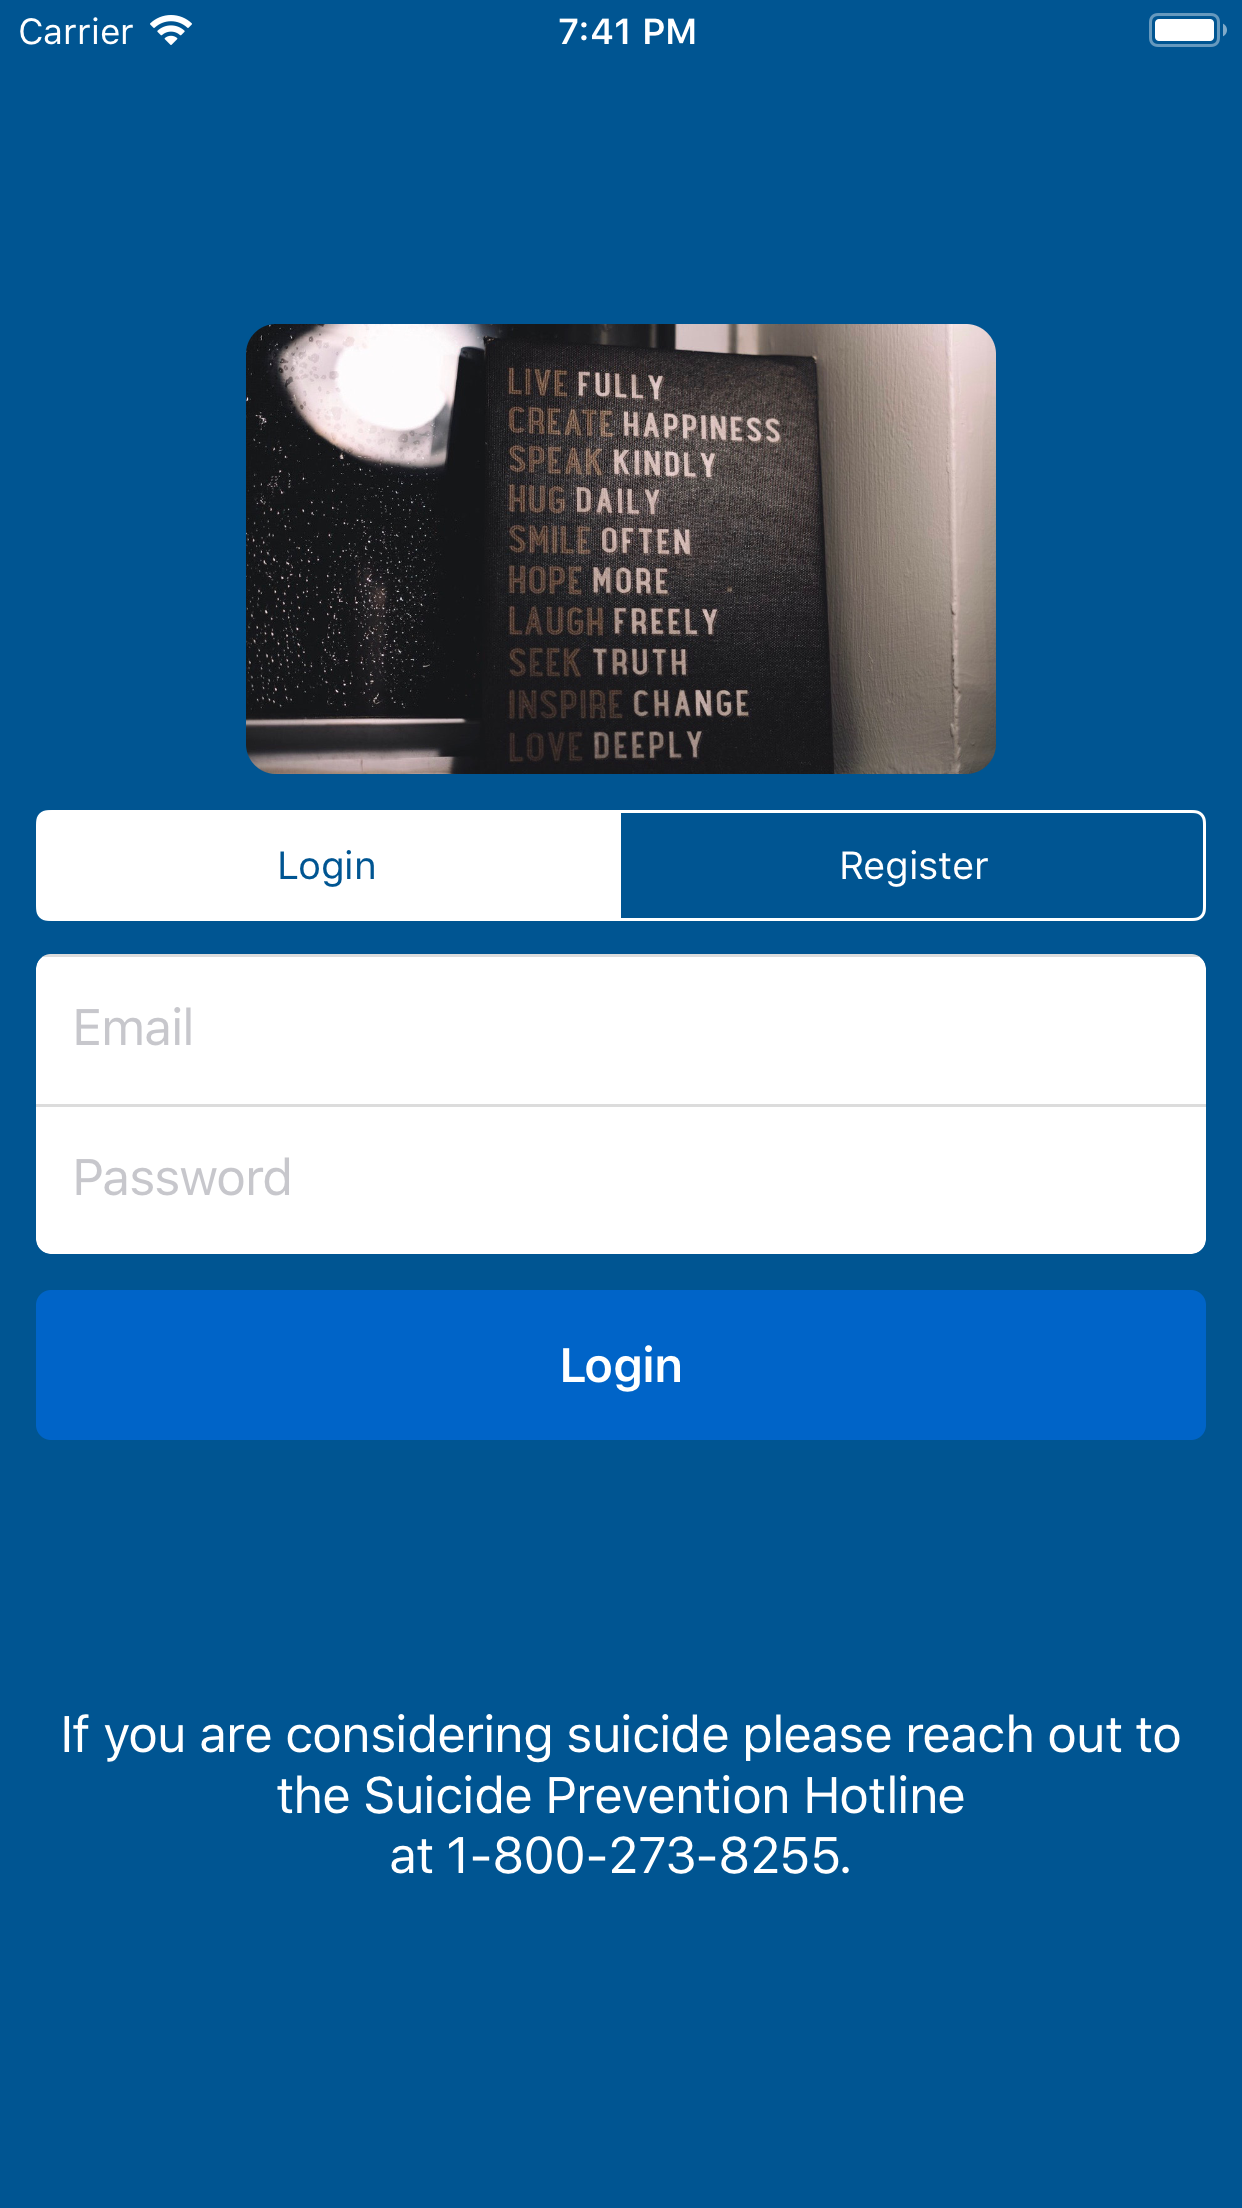 Carrier 7:41 PM
LIVE FULLY
CREATE HAPPINESS
SPEAK KINDLY
HUG DAILY
SMILE OFTEN
HOPE MORE
LAUGH FREELY
SEEK TRUTH
INSPIRE CHANGE
LOVE DEEPLY
Login Register
Email
Password
Login
If you are considering suicide please reach out to
the Suicide Prevention Hotline
at 1-800-273-8255.